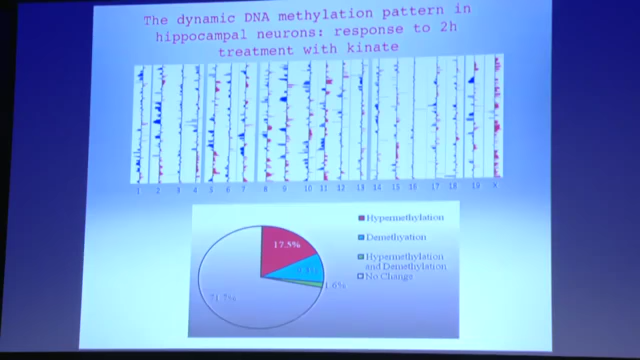 The dynamic DNA methylation pattern in
hippocampal neurons: response to 2h
treatment with kinate
1 2 3 4 5 6 7 8 9 10 11 12 13 14 15 16 17 18 19 X
Hypermethylation
17.5%
Demethyation
Hypermethylation
and Demethylation
1.6%
No Change
71.7%